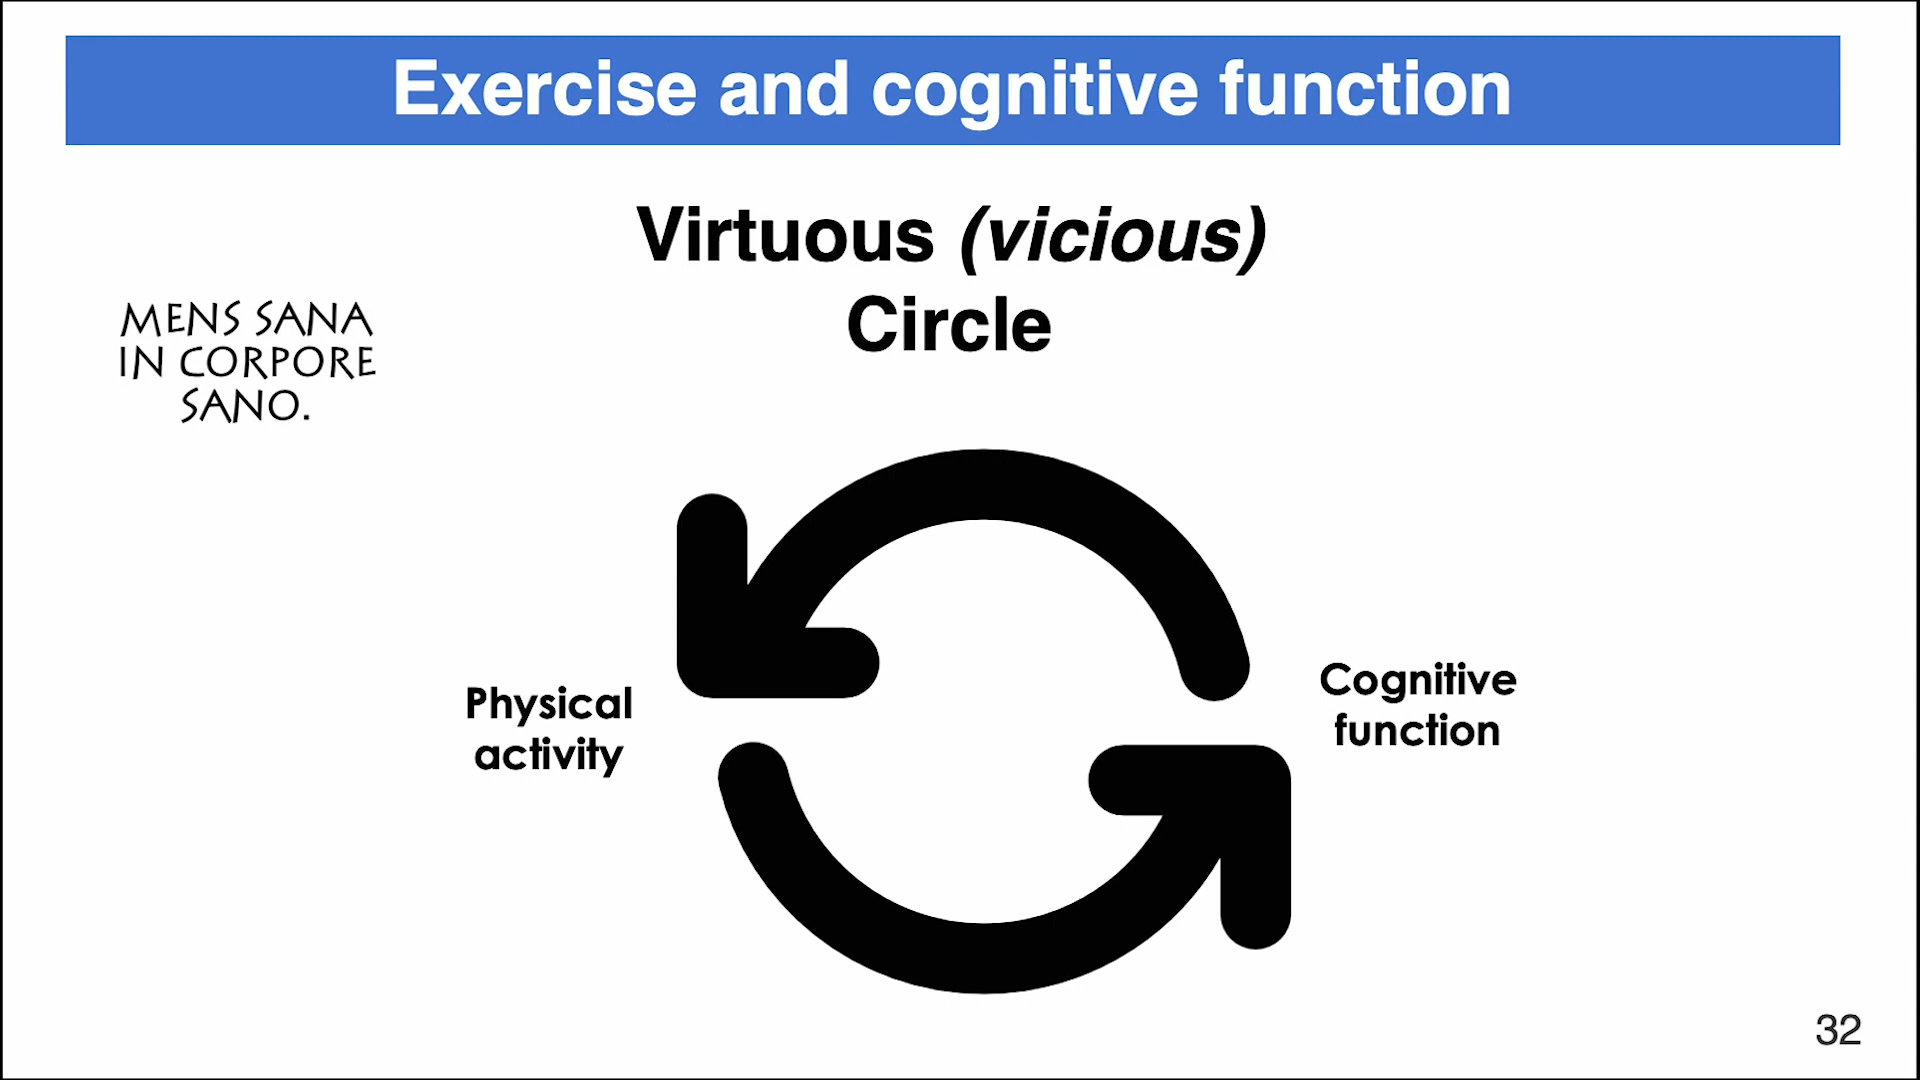 Exercise and cognitive function
Virtuous (vicious)
Circle
MENS SANA
IN CORPORE
SANO.
Physical
activity
Cognitive
function
32